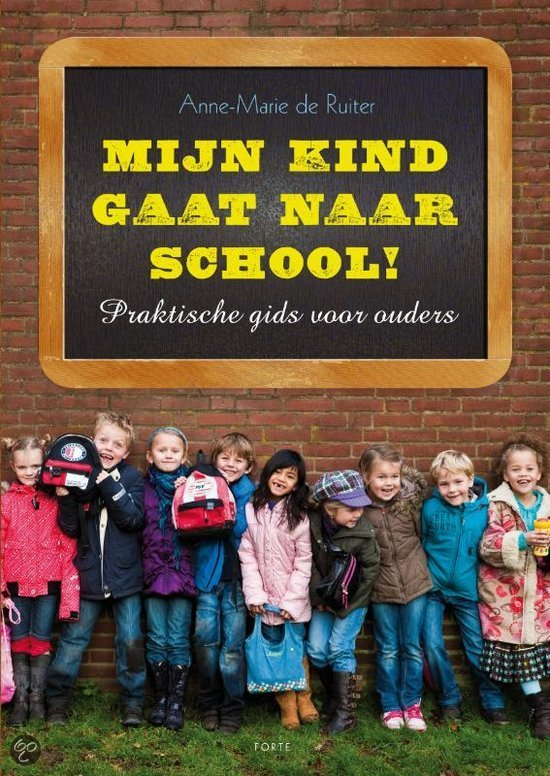 Anne-Marie de Ruiter
MIJN KIND
GAAT NAAR
SCHOOL!
Praktische gids voor ouders
FORTE